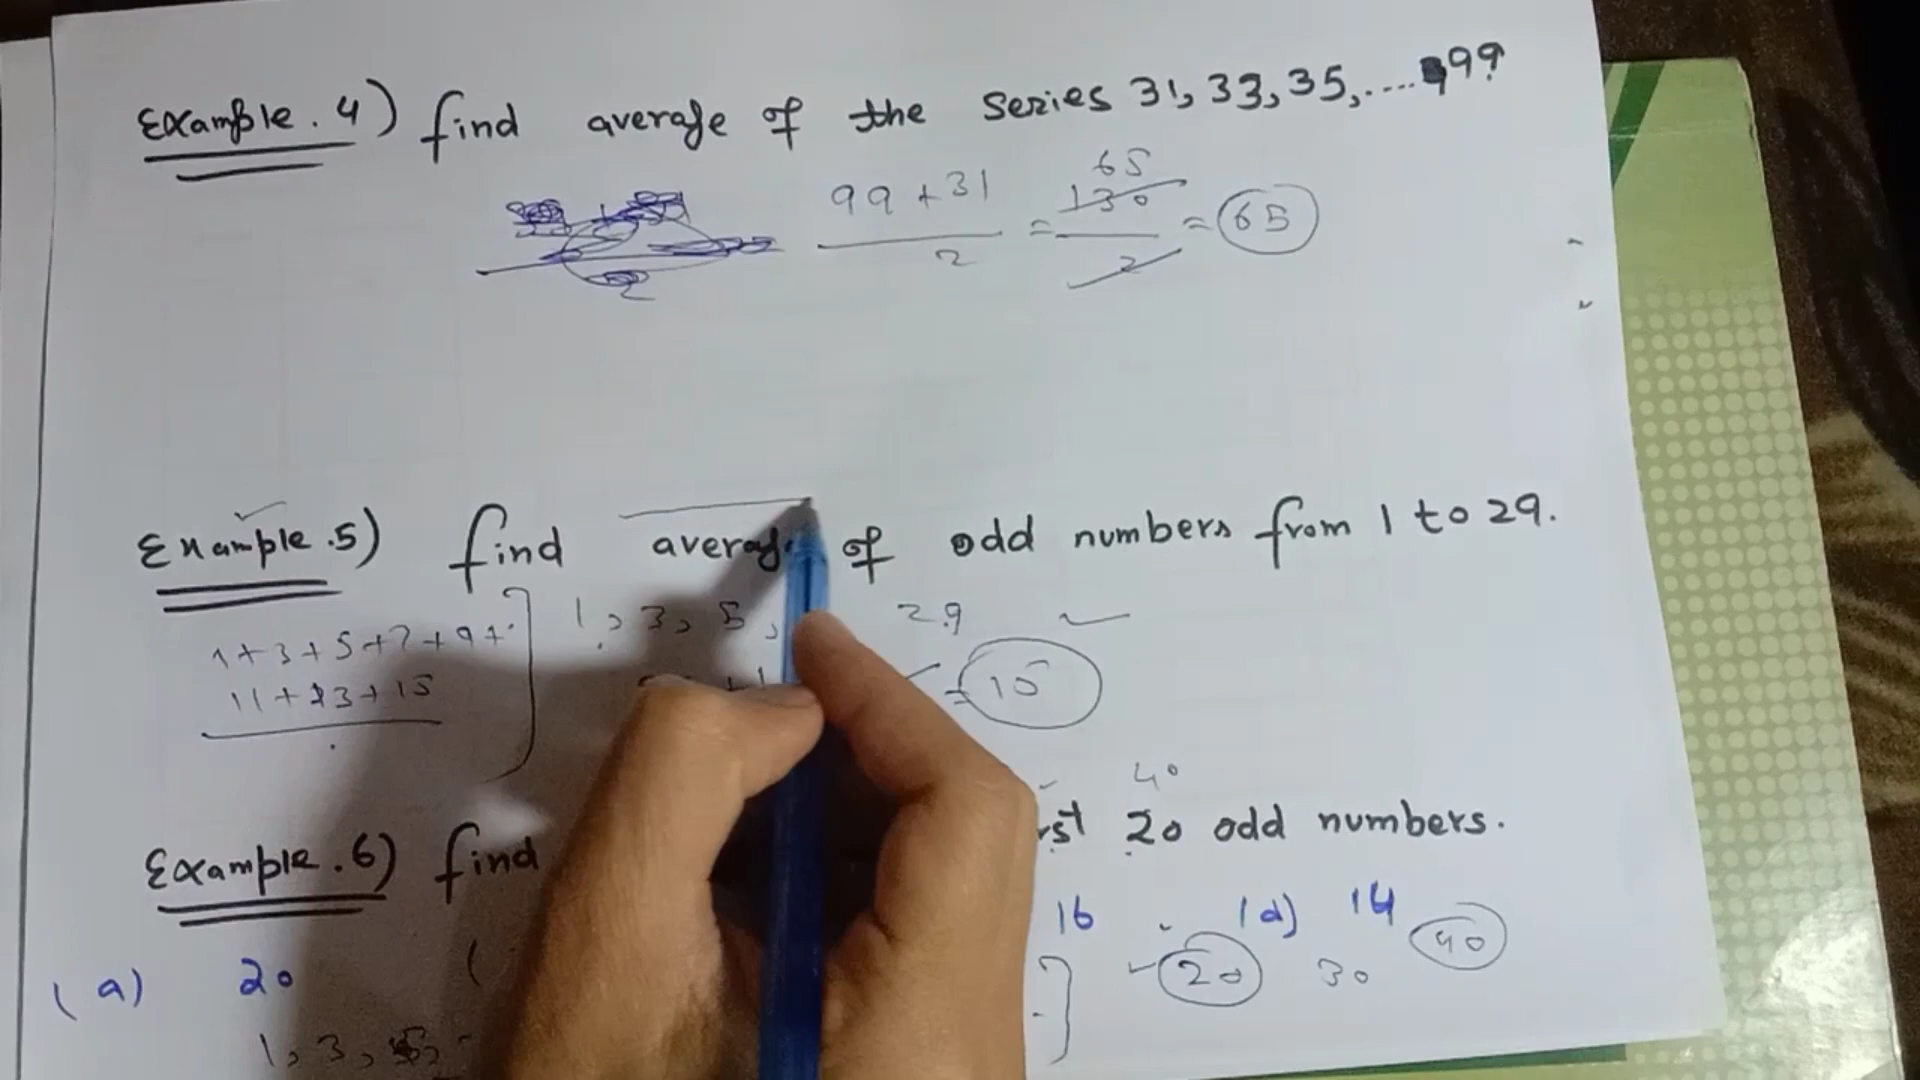 Example. 4) find average of the series 31, 33, 35, .... 99?
99 + 31 / 2 = 130 / 2 = 65
65
Example .5) find average of odd numbers from 1 to 29.
1+3+5+7+9+ 1, 3, 5, 29
11+13+15 +1 = 15
40
Example. 6) find rst 20 odd numbers.
16 (d) 14
(a) 20 ( 20 30 40
1, 3, 5,